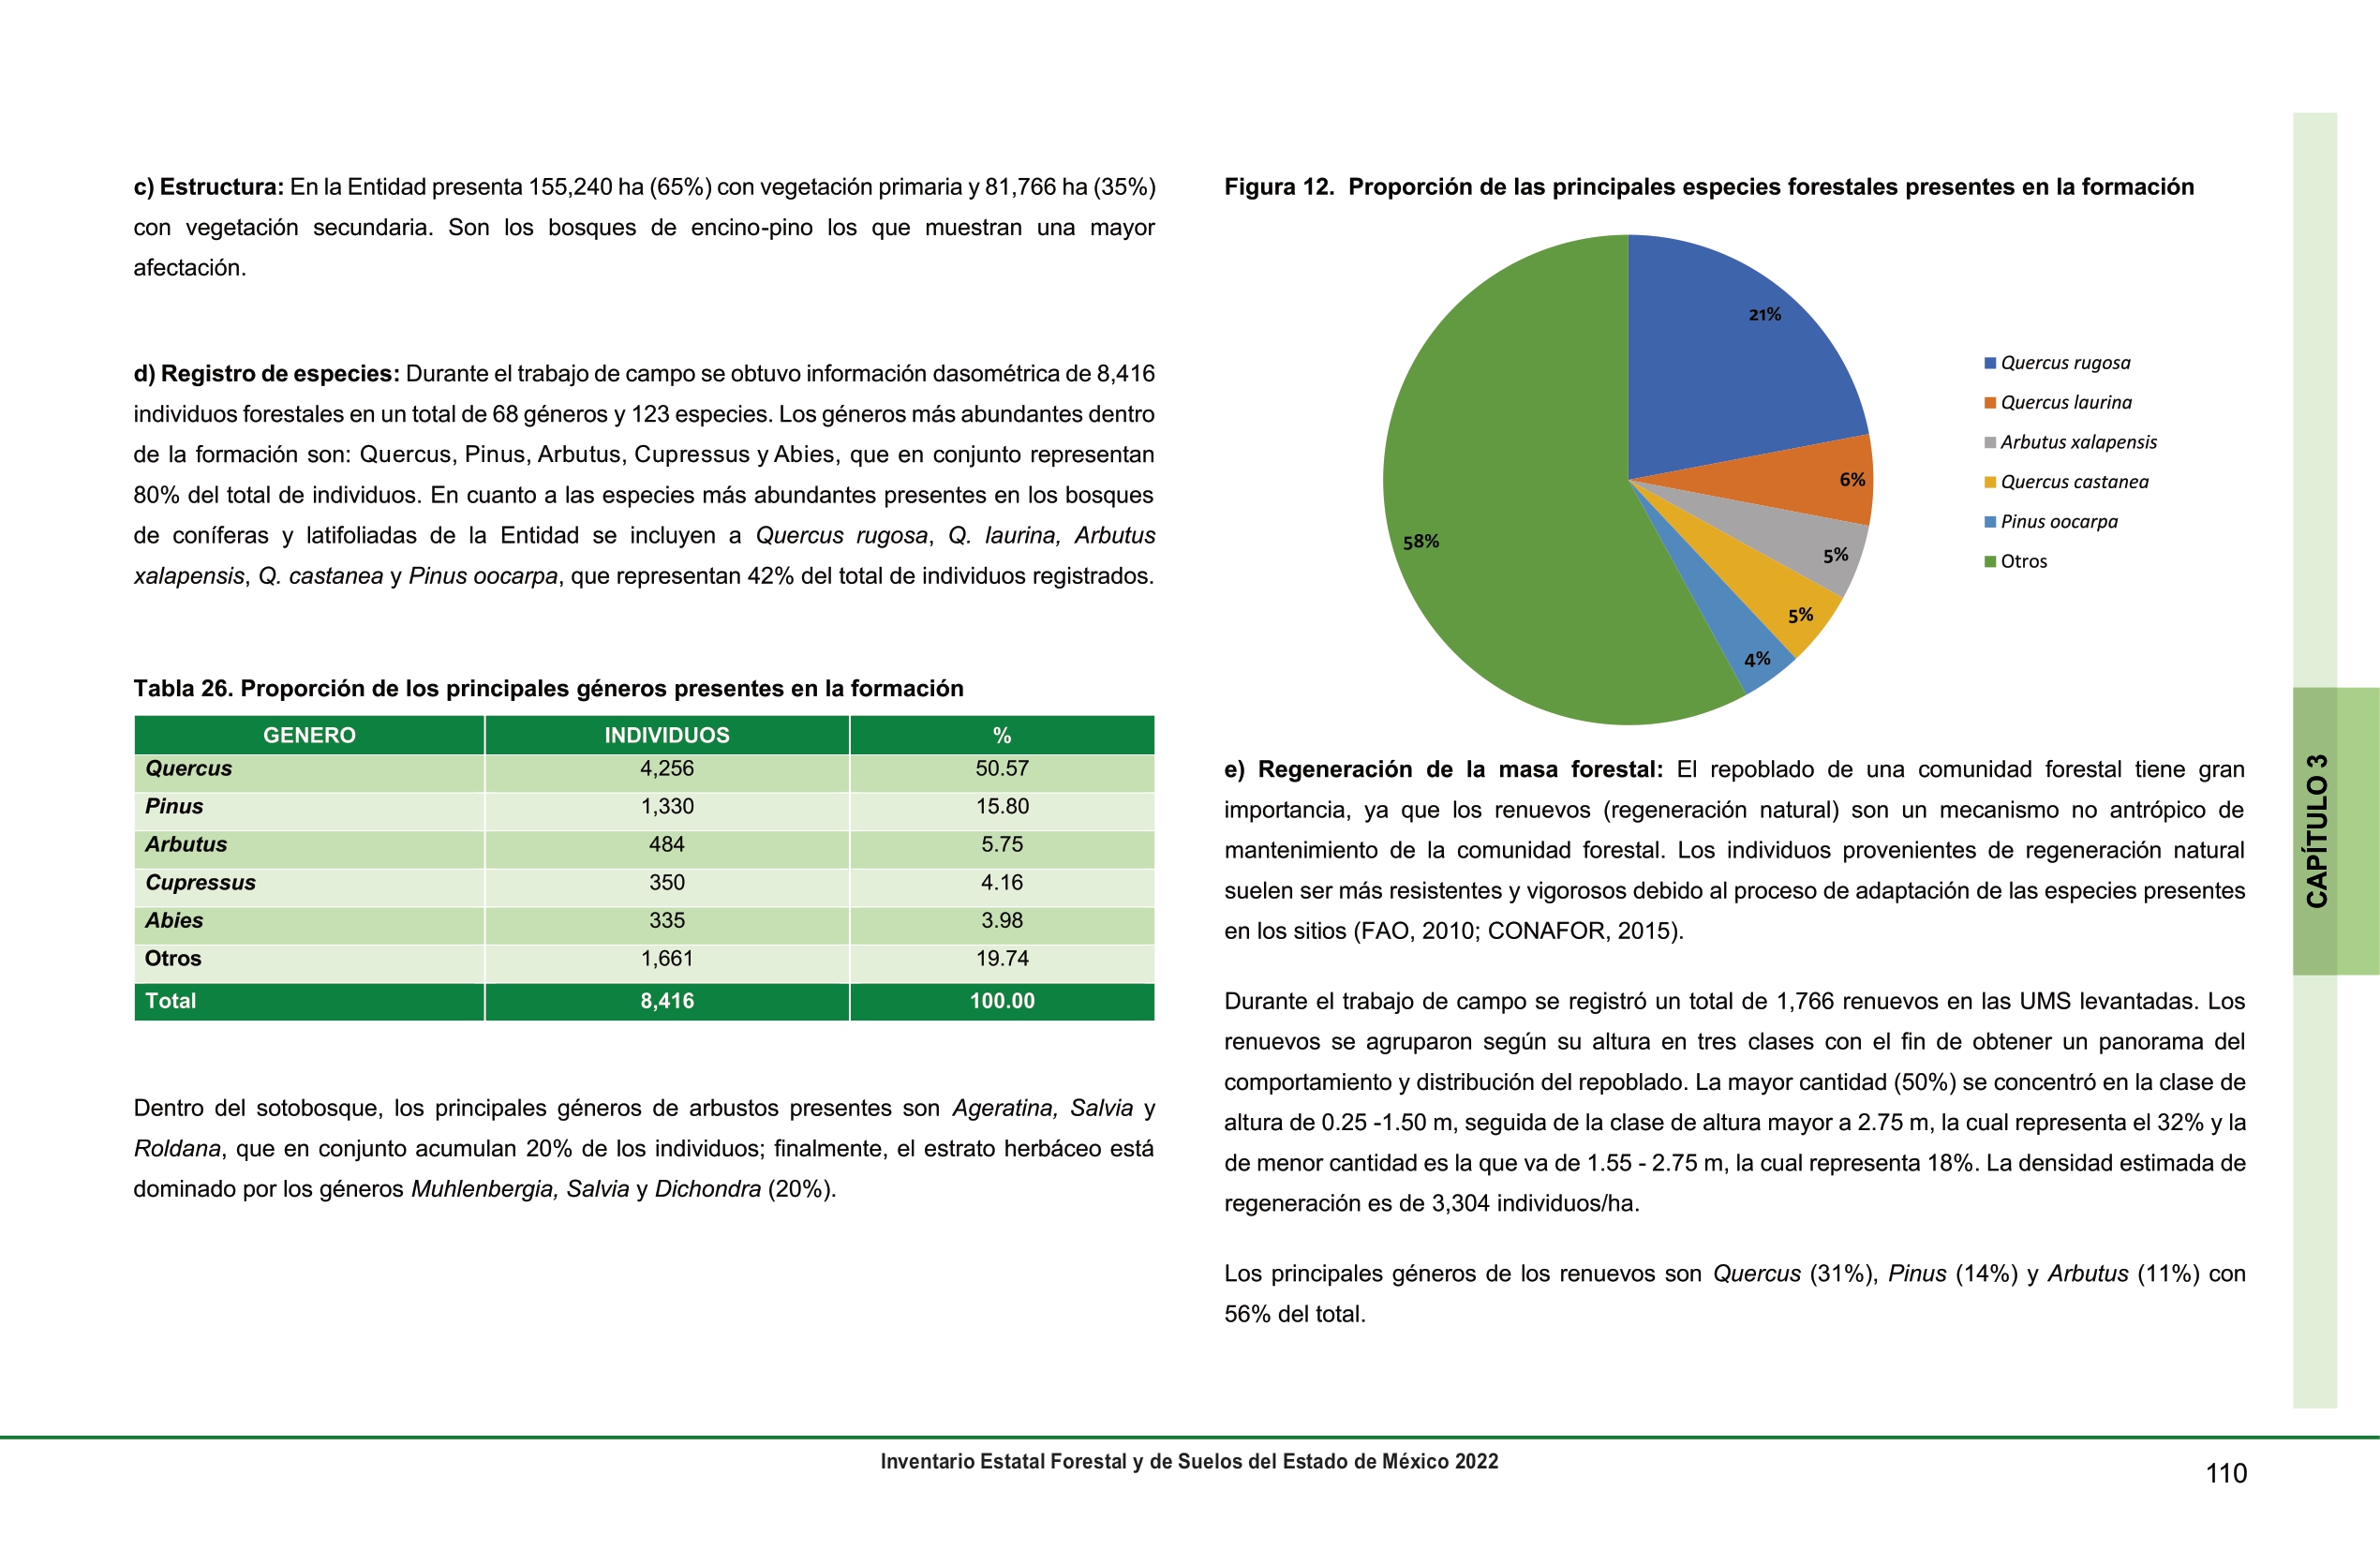 c) Estructura: En la Entidad presenta 155,240 ha (65%) con vegetación primaria y 81,766 ha (35%)
con vegetación secundaria. Son los bosques de encino-pino los que muestran una mayor
afectación.
d) Registro de especies: Durante el trabajo de campo se obtuvo información dasométrica de 8,416
individuos forestales en un total de 68 géneros y 123 especies. Los géneros más abundantes dentro
de la formación son: Quercus, Pinus, Arbutus, Cupressus y Abies, que en conjunto representan
80% del total de individuos. En cuanto a las especies más abundantes presentes en los bosques
de coníferas y latifoliadas de la Entidad se incluyen a Quercus rugosa, Q. laurina, Arbutus
xalapensis, Q. castanea y Pinus oocarpa, que representan 42% del total de individuos registrados.
Tabla 26. Proporción de los principales géneros presentes en la formación
GENERO INDIVIDUOS %
Quercus 4,256 50.57
Pinus 1,330 15.80
Arbutus 484 5.75
Cupressus 350 4.16
Abies 335 3.98
Otros 1,661 19.74
Total 8,416 100.00
Dentro del sotobosque, los principales géneros de arbustos presentes son Ageratina, Salvia y
Roldana, que en conjunto acumulan 20% de los individuos; finalmente, el estrato herbáceo está
dominado por los géneros Muhlenbergia, Salvia y Dichondra (20%).
Figura 12. Proporción de las principales especies forestales presentes en la formación
21%
6%
5%
5%
4%
58%
Quercus rugosa
Quercus laurina
Arbutus xalapensis
Quercus castanea
Pinus oocarpa
Otros
e) Regeneración de la masa forestal: El repoblado de una comunidad forestal tiene gran
importancia, ya que los renuevos (regeneración natural) son un mecanismo no antrópico de
mantenimiento de la comunidad forestal. Los individuos provenientes de regeneración natural
suelen ser más resistentes y vigorosos debido al proceso de adaptación de las especies presentes
en los sitios (FAO, 2010; CONAFOR, 2015).
Durante el trabajo de campo se registró un total de 1,766 renuevos en las UMS levantadas. Los
renuevos se agruparon según su altura en tres clases con el fin de obtener un panorama del
comportamiento y distribución del repoblado. La mayor cantidad (50%) se concentró en la clase de
altura de 0.25 -1.50 m, seguida de la clase de altura mayor a 2.75 m, la cual representa el 32% y la
de menor cantidad es la que va de 1.55 - 2.75 m, la cual representa 18%. La densidad estimada de
regeneración es de 3,304 individuos/ha.
Los principales géneros de los renuevos son Quercus (31%), Pinus (14%) y Arbutus (11%) con
56% del total.
CAPÍTULO 3
Inventario Estatal Forestal y de Suelos del Estado de México 2022
110